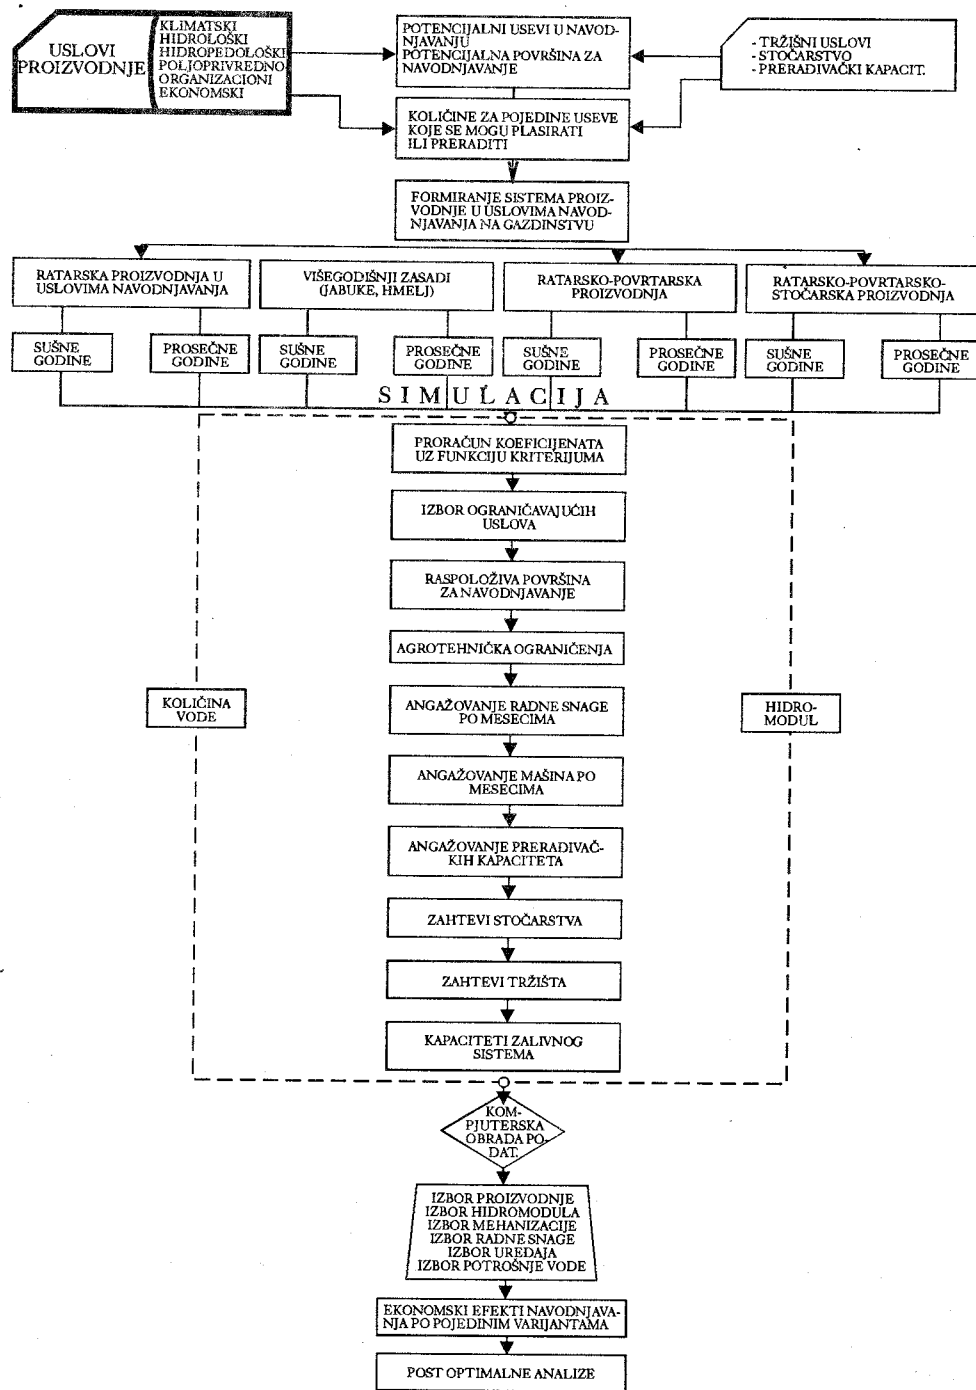 USLOVI
PROIZVODNJE
KLIMATSKI
HIDROLOŠKI
HIDROPEDOLOŠKI
POLJOPRIVREDNO-
ORGANIZACIONI
EKONOMSKI
POTENCIJALNI USEVI U NAVOD-
NJAVANJU
POTENCIJALNA POVRŠINA ZA
NAVODNJAVANJE
- TRŽIŠNI USLOVI
- STOČARSTVO
- PRERAĐIVAČKI KAPACIT.
KOLIČINE ZA POJEDINE USEVE
KOJE SE MOGU PLASIRATI
ILI PRERADITI
FORMIRANJE SISTEMA PROIZ-
VODNJE U USLOVIMA NAVOD-
NJAVANJA NA GAZDINSTVU
RATARSKA PROIZVODNJA U
USLOVIMA NAVODNJAVANJA
VIŠEGODIŠNJI ZASADI
(JABUKE, HMELJ)
RATARSKO-POVRTARSKA
PROIZVODNJA
RATARSKO-POVRTARSKO-
STOČARSKA PROIZVODNJA
SUŠNE
GODINE
PROSEČNE
GODINE
SUŠNE
GODINE
PROSEČNE
GODINE
SUŠNE
GODINE
PROSEČNE
GODINE
SUŠNE
GODINE
PROSEČNE
GODINE
SIMULACIJA
PRORAČUN KOEFICIJENATA
UZ FUNKCIJU KRITERIJUMA
IZBOR OGRANIČAVAJUĆIH
USLOVA
RASPOLOŽIVA POVRŠINA
ZA NAVODNJAVANJE
AGROTEHNIČKA OGRANIČENJA
KOLIČINA
VODE
ANGAŽOVANJE RADNE SNAGE
PO MESECIMA
HIDRO-
MODUL
ANGAŽOVANJE MAŠINA PO
MESECIMA
ANGAŽOVANJE PRERAĐIVAČ-
KIH KAPACITETA
ZAHTEVI STOČARSTVA
ZAHTEVI TRŽIŠTA
KAPACITETI ZALIVNOG
SISTEMA
KOM-
PJUTERSKA
OBRADA PO-
DAT.
IZBOR PROIZVODNJE
IZBOR HIDROMODULA
IZBOR MEHANIZACIJE
IZBOR RADNE SNAGE
IZBOR UREĐAJA
IZBOR POTROŠNJE VODE
EKONOMSKI EFEKTI NAVODNJAVA-
NJA PO POJEDINIM VARIJANTAMA
POST OPTIMALNE ANALIZE